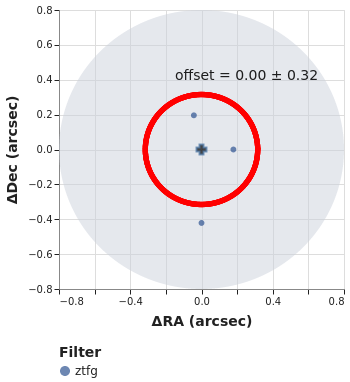 0.8
0.6
offset = 0.00 ± 0.32
0.4
0.2
0.0
−0.2
−0.4
−0.6
−0.8
ΔDec (arcsec)
−0.8 −0.4 0.0 0.4 0.8
ΔRA (arcsec)
Filter
ztfg